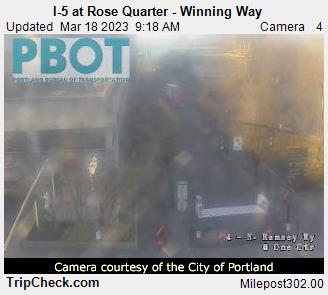 I-5 at Rose Quarter - Winning Way
Updated Mar 18 2023 9:18 AM Camera 4
PBOT
PORTLAND BUREAU OF TRANSPORTATION
4 - N. Ramsay Wy
@ One Ctr
Camera courtesy of the City of Portland
TripCheck.com Milepost302.00